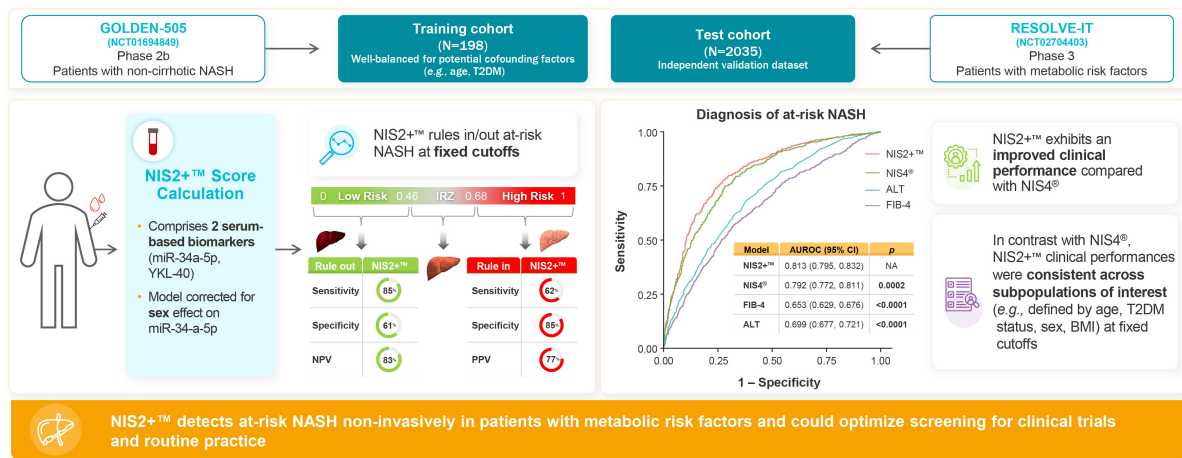 GOLDEN-505
(NCT01694849)
Phase 2b
Patients with non-cirrhotic NASH
Training cohort
(N=198)
Well-balanced for potential cofounding factors
(e.g., age, T2DM)
Test cohort
(N=2035)
Independent validation dataset
RESOLVE-IT
(NCT02704403)
Phase 3
Patients with metabolic risk factors
NIS2+™ Score
Calculation
• Comprises 2 serum-
based biomarkers
(miR-34a-5p,
YKL-40)
• Model corrected for
sex effect on
miR-34-a-5p
NIS2+™ rules in/out at-risk
NASH at fixed cutoffs
0 Low Risk 0.46 IRZ 0.68 High Risk 1
Rule out NIS2+™
Sensitivity 85%
Specificity 61%
NPV 83%
Rule in NIS2+™
Sensitivity 62%
Specificity 85%
PPV 77%
Diagnosis of at-risk NASH
Sensitivity
1.00
0.75
0.50
0.25
0.00
0.00 0.25 0.50 0.75 1.00
1 – Specificity
NIS2+™
NIS4®
ALT
FIB-4
Model AUROC (95% CI) p
NIS2+™ 0.813 (0.795, 0.832) NA
NIS4® 0.792 (0.772, 0.811) 0.0002
FIB-4 0.653 (0.629, 0.676) <0.0001
ALT 0.699 (0.677, 0.721) <0.0001
NIS2+™ exhibits an
improved clinical
performance compared
with NIS4®
In contrast with NIS4®,
NIS2+™ clinical performances
were consistent across
subpopulations of interest
(e.g., defined by age, T2DM
status, sex, BMI) at fixed
cutoffs
NIS2+™ detects at-risk NASH non-invasively in patients with metabolic risk factors and could optimize screening for clinical trials
and routine practice